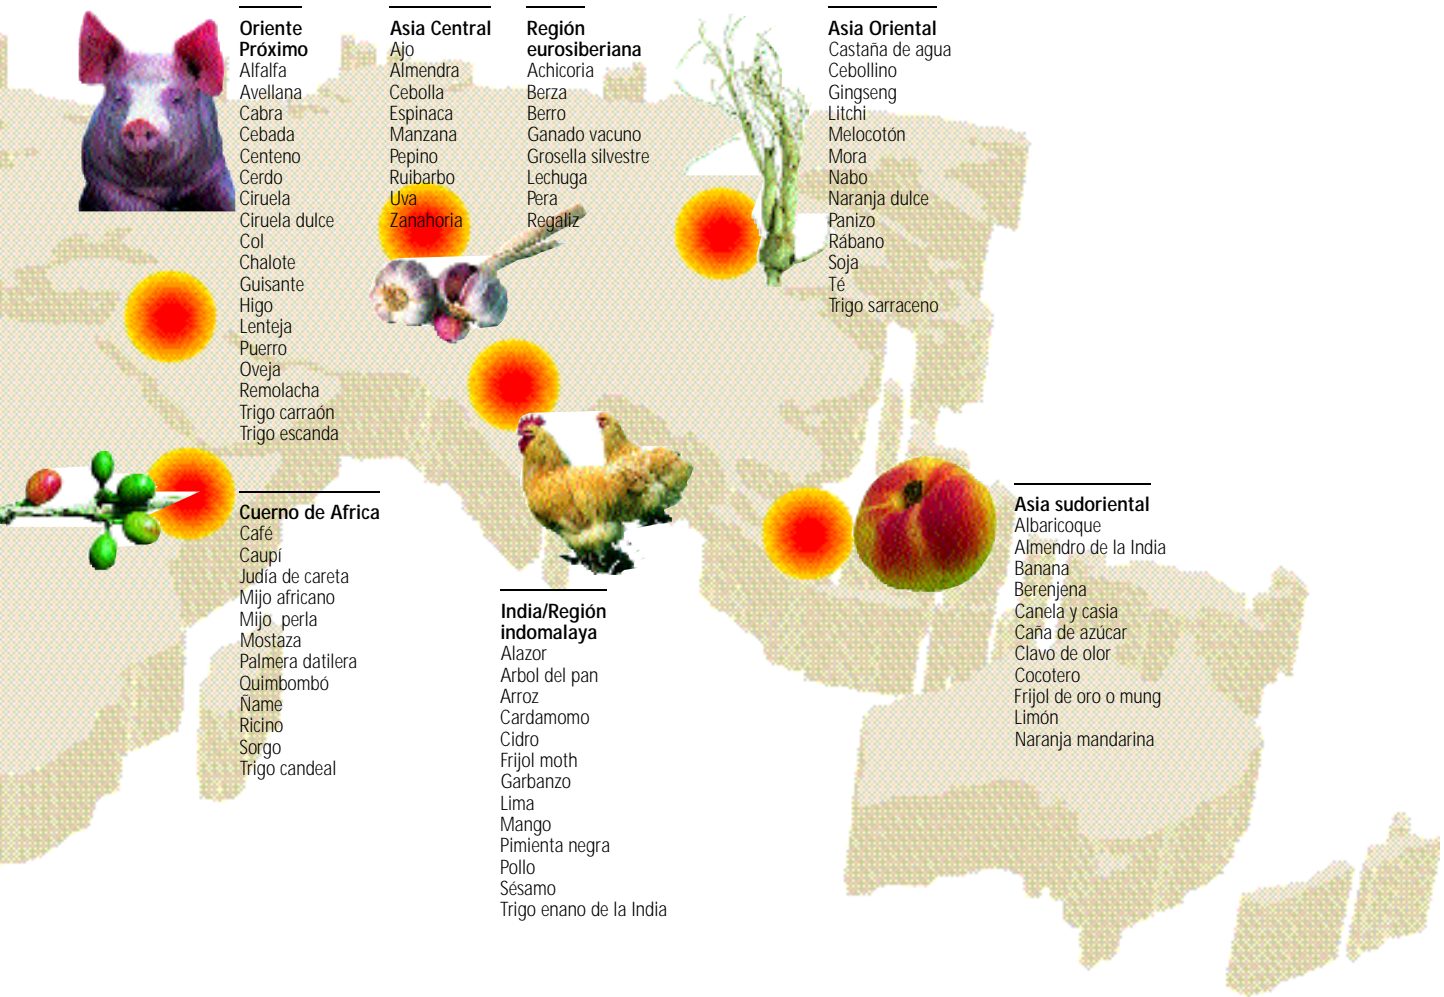 Oriente
Próximo
Alfalfa
Avellana
Cabra
Cebada
Centeno
Cerdo
Ciruela
Ciruela dulce
Col
Chalote
Guisante
Higo
Lenteja
Puerro
Oveja
Remolacha
Trigo carraón
Trigo escanda
Asia Central
Ajo
Almendra
Cebolla
Espinaca
Manzana
Pepino
Ruibarbo
Uva
Zanahoria
Región
eurosiberiana
Achicoria
Berza
Berro
Ganado vacuno
Grosella silvestre
Lechuga
Pera
Regaliz
Asia Oriental
Castaña de agua
Cebollino
Gingseng
Litchi
Melocotón
Mora
Nabo
Naranja dulce
Panizo
Rábano
Soja
Té
Trigo sarraceno
Cuerno de Africa
Café
Caupí
Judía de careta
Mijo africano
Mijo  perla
Mostaza
Palmera datilera
Quimbombó
Ñame
Ricino
Sorgo
Trigo candeal
India/Región
indomalaya
Alazor
Arbol del pan
Arroz
Cardamomo
Cidro
Frijol moth
Garbanzo
Lima
Mango
Pimienta negra
Pollo
Sésamo
Trigo enano de la India
Asia sudoriental
Albaricoque
Almendro de la India
Banana
Berenjena
Canela y casia
Caña de azúcar
Clavo de olor
Cocotero
Frijol de oro o mung
Limón
Naranja mandarina